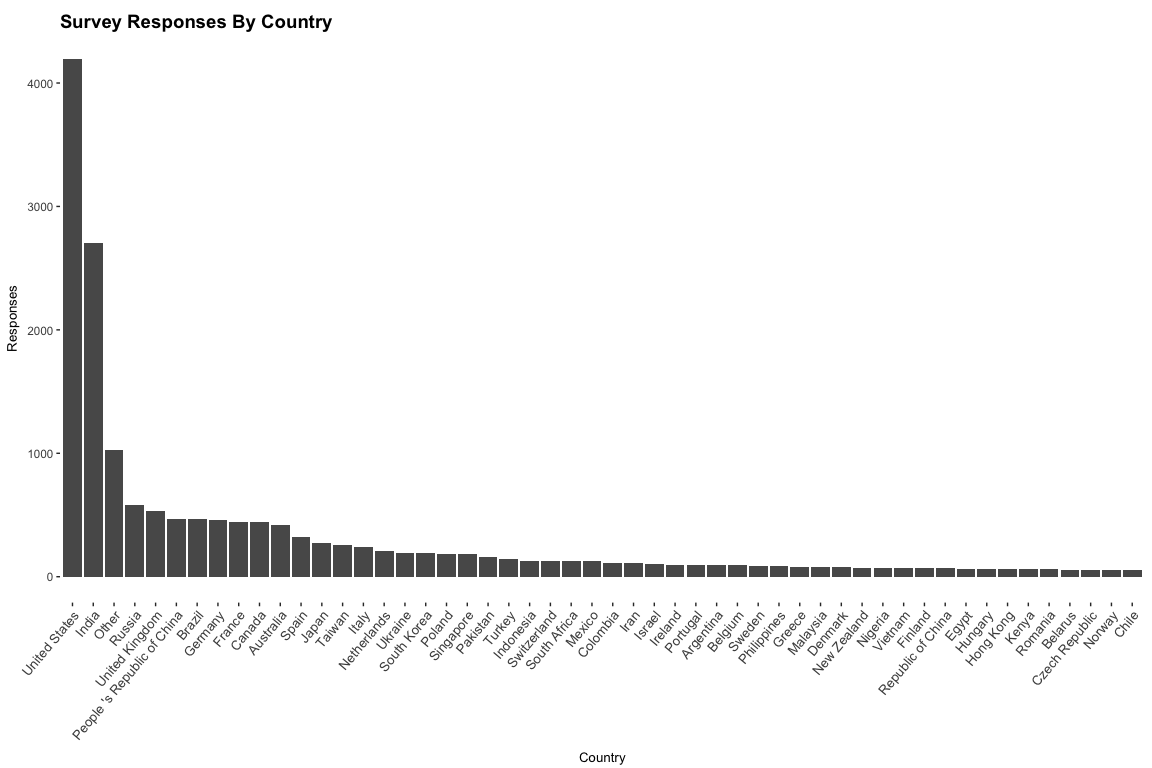 Survey Responses By Country
4000
3000
2000
1000
0
Responses
United States
India
Other
Russia
United Kingdom
People 's Republic of China
Brazil
Germany
France
Canada
Australia
Spain
Japan
Taiwan
Italy
Netherlands
Ukraine
South Korea
Poland
Singapore
Pakistan
Turkey
Indonesia
Switzerland
South Africa
Mexico
Colombia
Iran
Israel
Ireland
Portugal
Argentina
Belgium
Sweden
Philippines
Greece
Malaysia
Denmark
New Zealand
Nigeria
Vietnam
Finland
Republic of China
Egypt
Hungary
Hong Kong
Kenya
Romania
Belarus
Czech Republic
Norway
Chile
Country